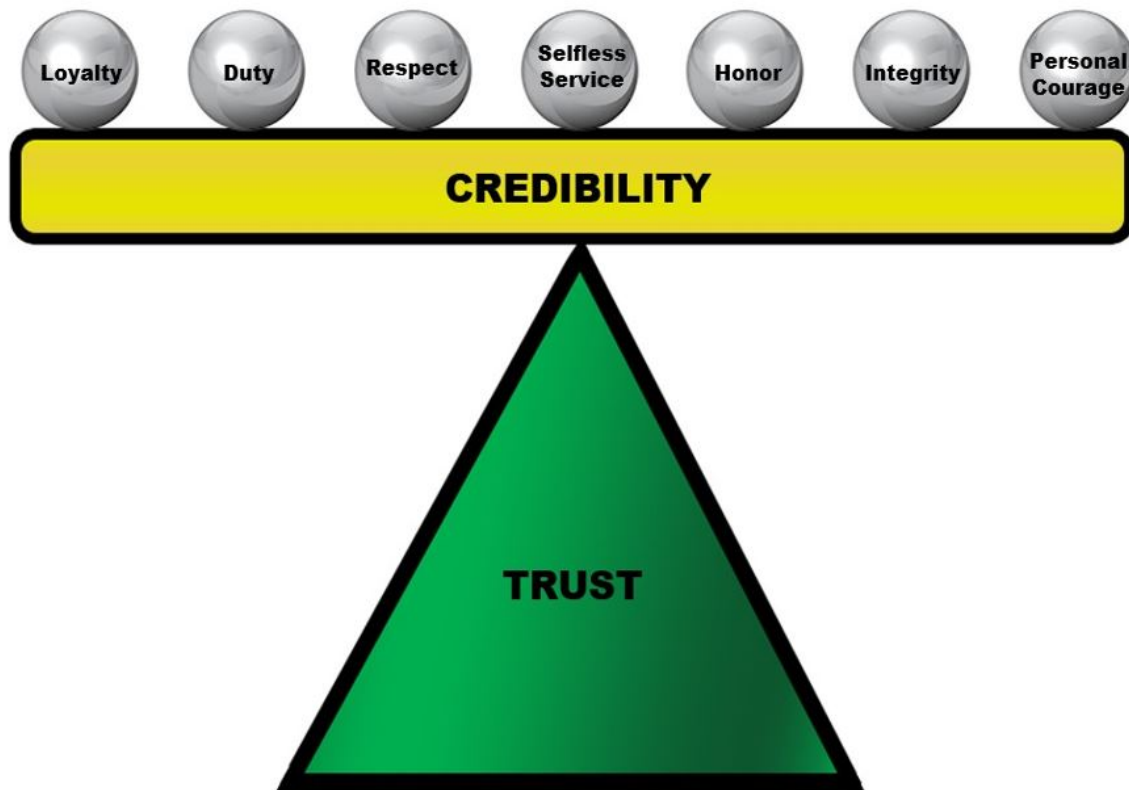 Loyalty
Duty
Respect
Selfless
Service
Honor
Integrity
Personal
Courage
CREDIBILITY
TRUST